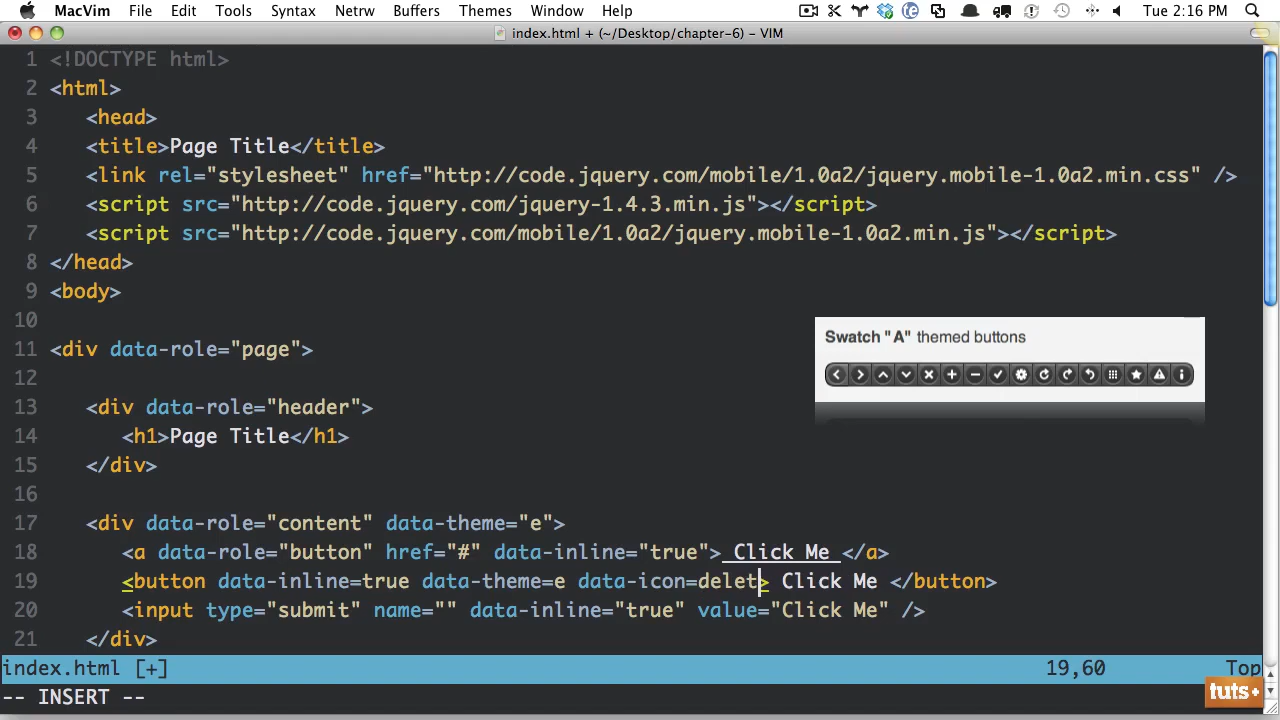 MacVim File Edit Tools Syntax Netrw Buffers Themes Window Help Tue 2:16 PM
index.html + (~/Desktop/chapter-6) – VIM
1 <!DOCTYPE html>
2 <html>
3 <head>
4 <title>Page Title</title>
5 <link rel="stylesheet" href="http://code.jquery.com/mobile/1.0a2/jquery.mobile-1.0a2.min.css" />
6 <script src="http://code.jquery.com/jquery-1.4.3.min.js"></script>
7 <script src="http://code.jquery.com/mobile/1.0a2/jquery.mobile-1.0a2.min.js"></script>
8 </head>
9 <body>
10
11 <div data-role="page">
12
13 <div data-role="header">
14 <h1>Page Title</h1>
15 </div>
16
17 <div data-role="content" data-theme="e">
18 <a data-role="button" href="#" data-inline="true"> Click Me </a>
19 <button data-inline=true data-theme=e data-icon=delet> Click Me </button>
20 <input type="submit" name="" data-inline="true" value="Click Me" />
21 </div>
Swatch "A" themed buttons
index.html [+] 19,60 Top
-- INSERT --
tuts+